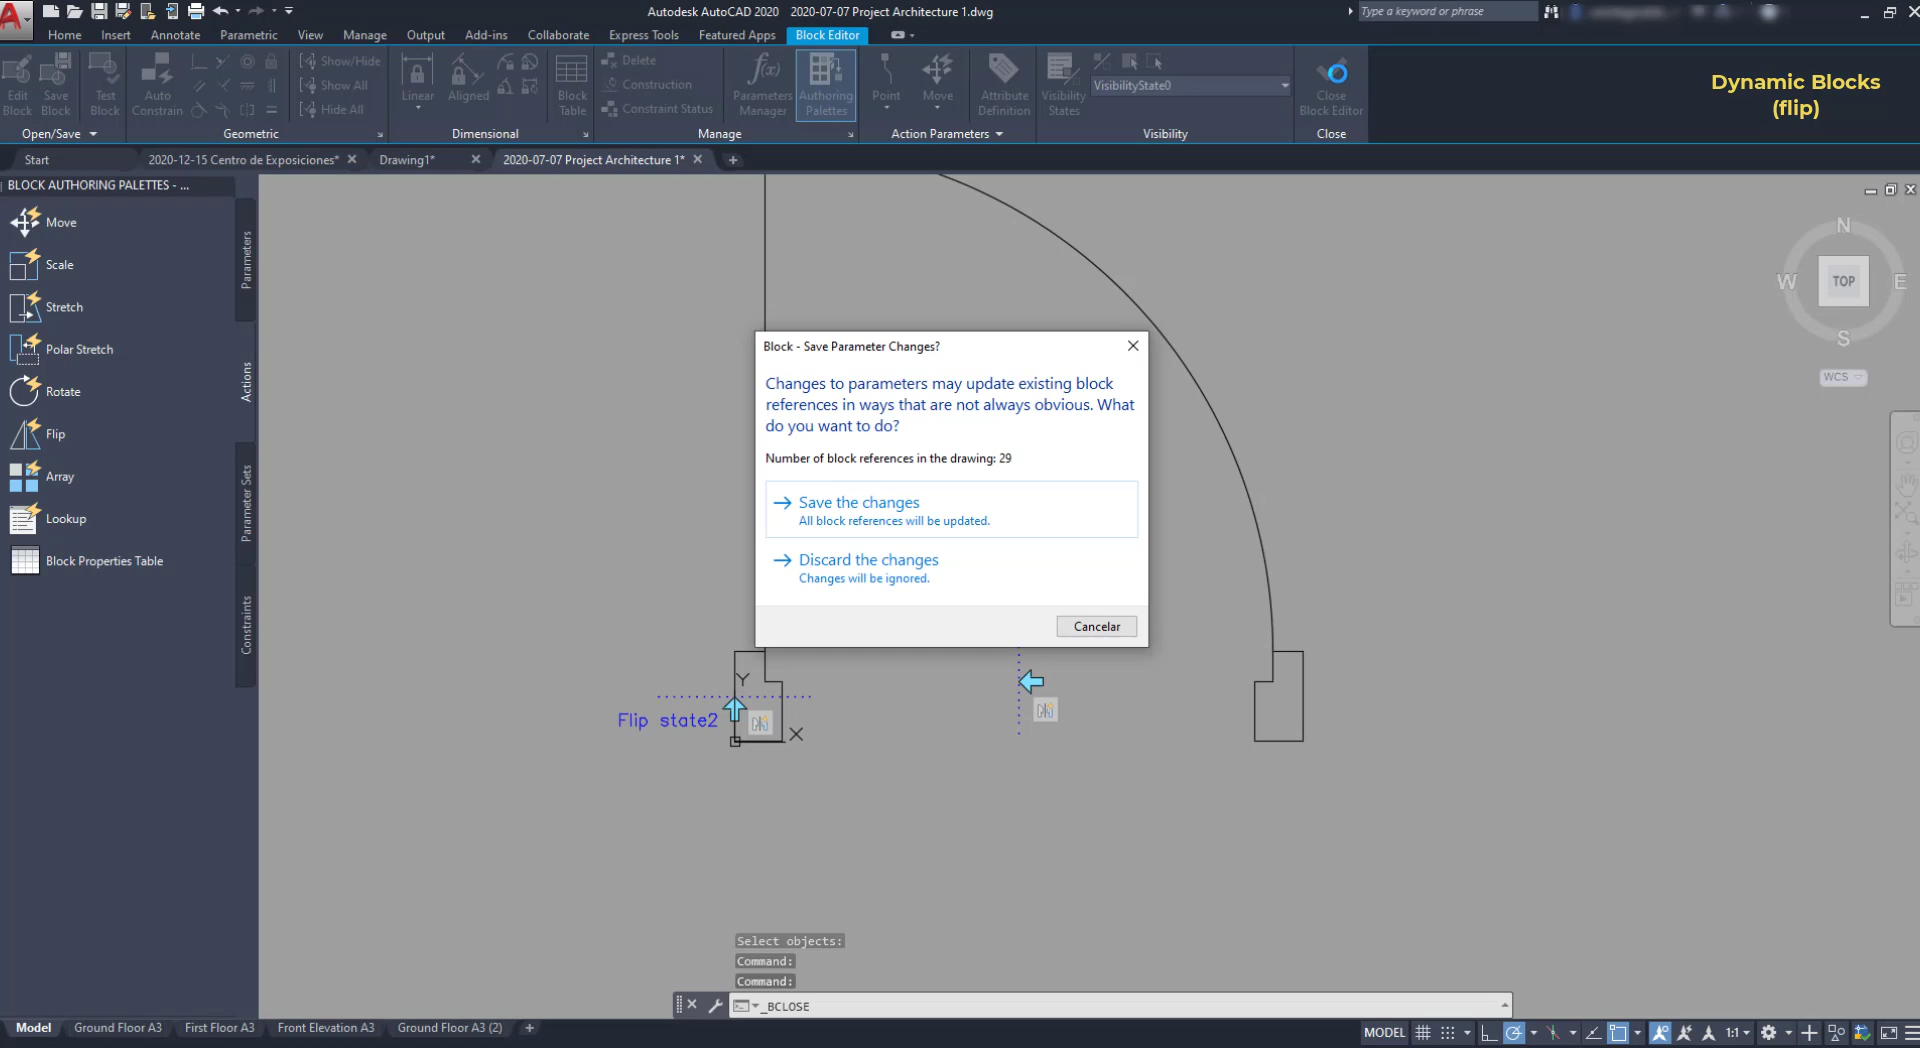 Autodesk AutoCAD 2020 2020-07-07 Project Architecture 1.dwg
Type a keyword or phrase
Home Insert Annotate Parametric View Manage Output Add-ins Collaborate Express Tools Featured Apps Block Editor
Edit Block
Save Block
Test Block
Open/Save
Auto Constrain
Show/Hide
Show All
Hide All
Geometric
Linear
Aligned
Dimensional
Block Table
Delete
Construction
Constraint Status
Parameters Manager
Authoring Palettes
Manage
Point
Move
Action Parameters
Attribute Definition
Visibility States
VisibilityState0
Visibility
Close Block Editor
Close
Dynamic Blocks
(flip)
Start
2020-12-15 Centro de Exposiciones*
Drawing1*
2020-07-07 Project Architecture 1*
BLOCK AUTHORING PALETTES - ...
Move
Scale
Stretch
Polar Stretch
Rotate
Flip
Array
Lookup
Block Properties Table
Parameters
Actions
Parameter Sets
Constraints
N
W
TOP
E
S
WCS
Block - Save Parameter Changes?
Changes to parameters may update existing block
references in ways that are not always obvious. What
do you want to do?
Number of block references in the drawing: 29
Save the changes
All block references will be updated.
Discard the changes
Changes will be ignored.
Cancelar
Y
Flip state2
X
Select objects:
Command:
Command:
_BCLOSE
Model Ground Floor A3 First Floor A3 Front Elevation A3 Ground Floor A3 (2)
MODEL
1:1